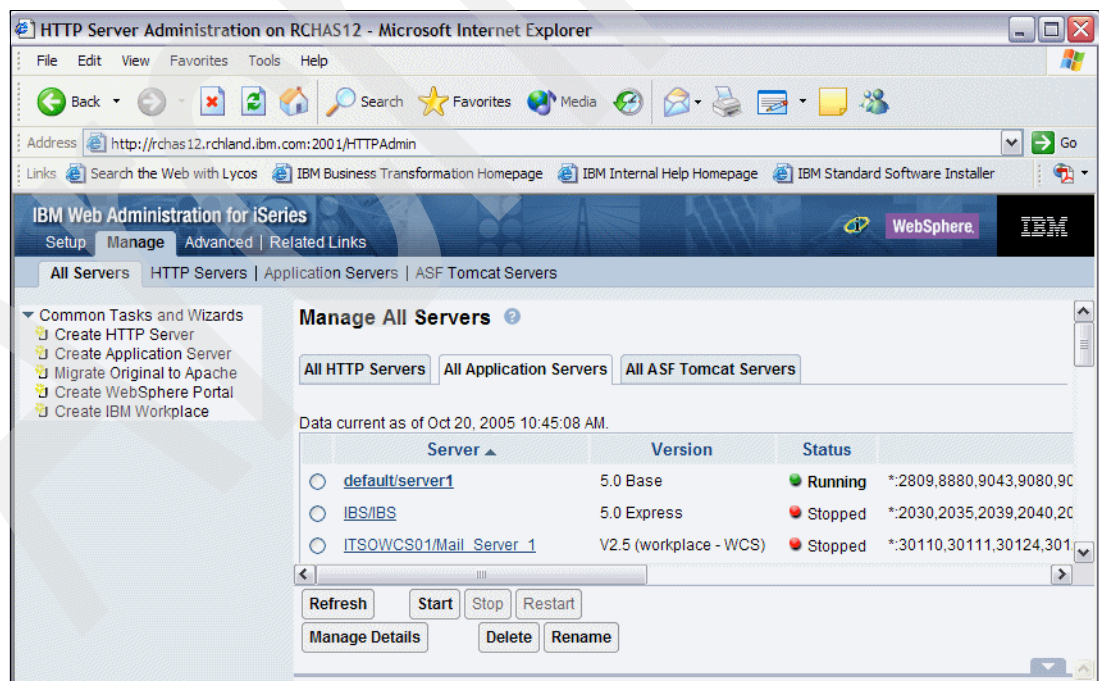 HTTP Server Administration on RCHAS12 - Microsoft Internet Explorer
File Edit View Favorites Tools Help
Back Search Favorites Media
Address http://rchas12.rchland.ibm.com:2001/HTTPAdmin Go
Links Search the Web with Lycos IBM Business Transformation Homepage IBM Internal Help Homepage IBM Standard Software Installer
IBM Web Administration for iSeries
Setup Manage Advanced | Related Links WebSphere. IBM
All Servers HTTP Servers | Application Servers | ASF Tomcat Servers
Common Tasks and Wizards
Create HTTP Server
Create Application Server
Migrate Original to Apache
Create WebSphere Portal
Create IBM Workplace
Manage All Servers ?
All HTTP Servers All Application Servers All ASF Tomcat Servers
Data current as of Oct 20, 2005 10:45:08 AM.
Server Version Status
default/server1 5.0 Base Running *:2809,8880,9043,9080,90
IBS/IBS 5.0 Express Stopped *:2030,2035,2039,2040,20
ITSOWCS01/Mail_Server_1 V2.5 (workplace - WCS) Stopped *:30110,30111,30124,301
Refresh Start Stop Restart
Manage Details Delete Rename